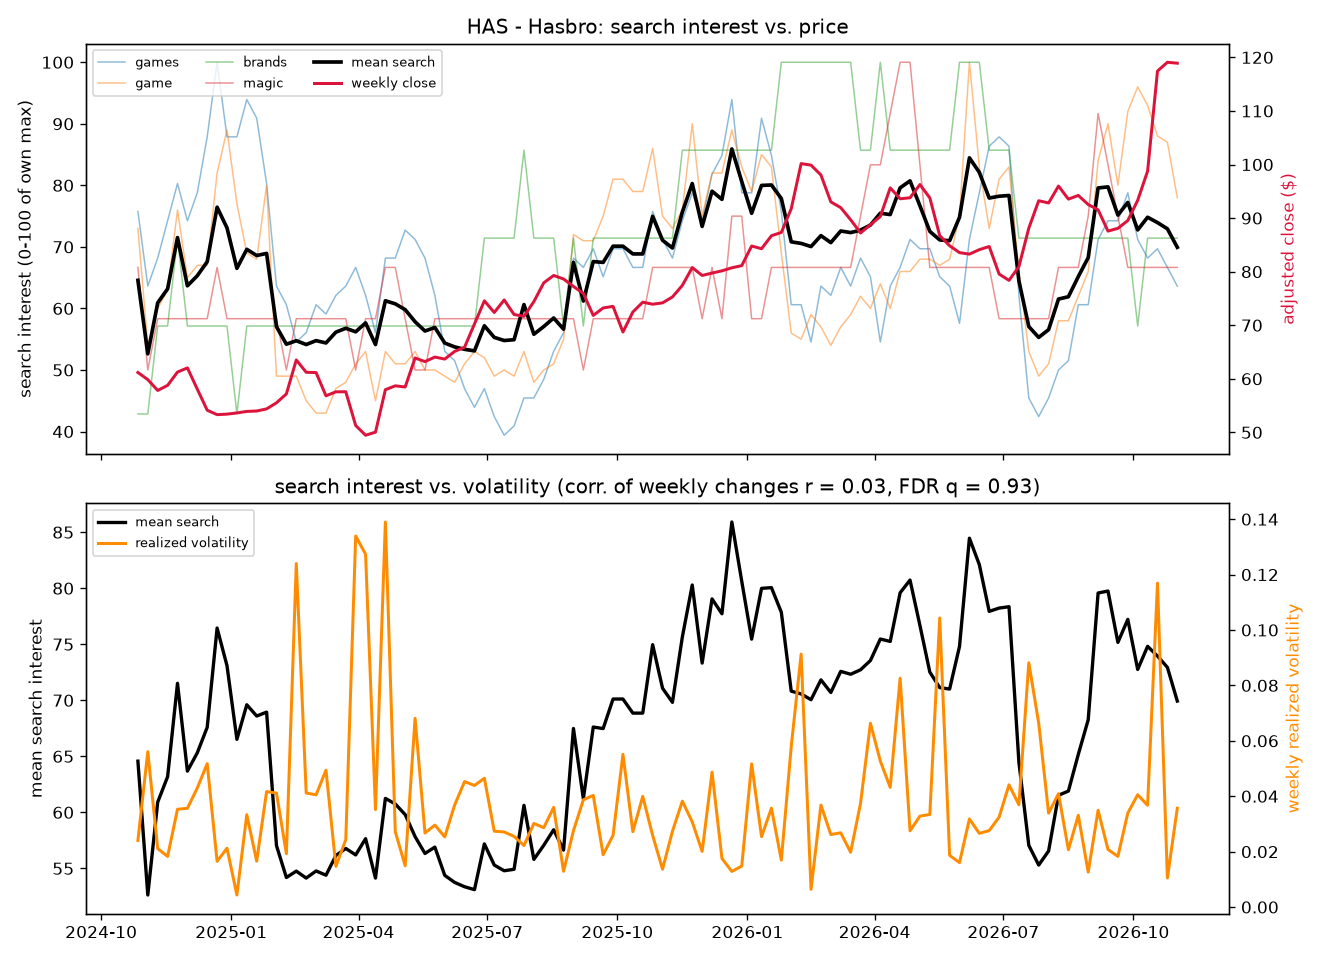 HAS - Hasbro: search interest vs. price
games brands mean search
game magic weekly close
search interest (0-100 of own max)
100
90
80
70
60
50
40
120
110
100
90
80
70
60
50
adjusted close ($)
search interest vs. volatility (corr. of weekly changes r = 0.03, FDR q = 0.93)
mean search
realized volatility
mean search interest
85
80
75
70
65
60
55
0.14
0.12
0.10
0.08
0.06
0.04
0.02
0.00
weekly realized volatility
2024-10 2025-01 2025-04 2025-07 2025-10 2026-01 2026-04 2026-07 2026-10